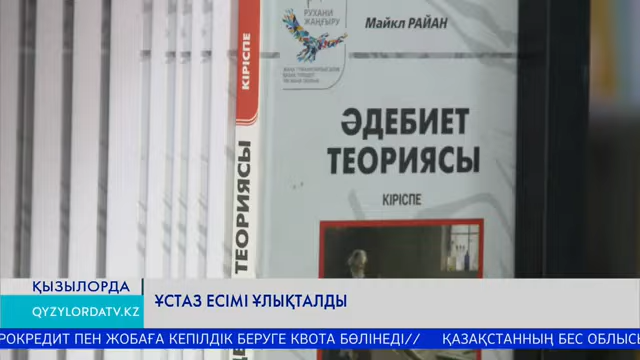 РУХАНИ
ЖАҢҒЫРУ
Майкл РАЙАН
ӘДЕБИЕТ
ТЕОРИЯСЫ
КІРІСПЕ
КІРІСПЕ
ТЕОРИЯСЫ
ҚЫЗЫЛОРДА
QYZYLORDATV.KZ
ҰСТАЗ ЕСІМІ ҰЛЫҚТАЛДЫ
РОКРЕДИТ ПЕН ЖОБАҒА КЕПІЛДІК БЕРУГЕ КВОТА БӨЛІНЕДІ// ҚАЗАҚСТАННЫҢ БЕС ОБЛЫС